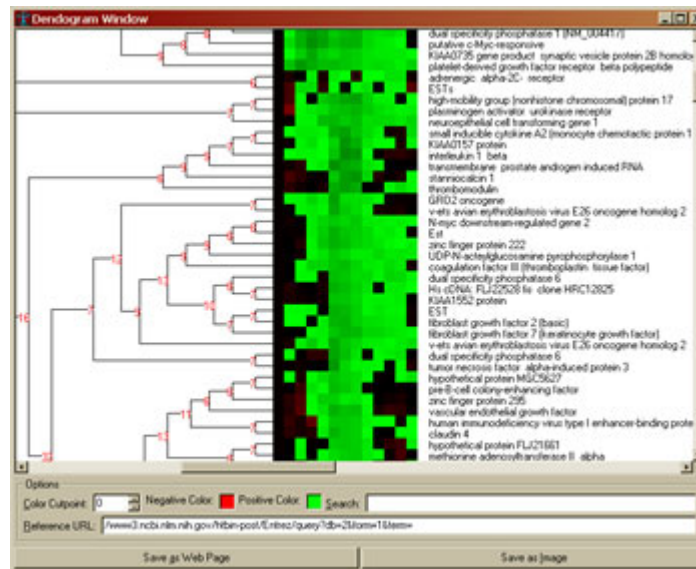 Dendogram Window
dual specificity phosphatase 1 (NM_004417)
putative c-Myc-responsive
KIAA0735 gene product synaptic vesicle protein 2B homolo
platelet-derived growth factor receptor beta polypeptide
adrenergic alpha-2C- receptor
ESTs
high-mobility group (nonhistone chromosomal) protein 17
plasminogen activator urokinase receptor
neuroepithelial cell transforming gene 1
small inducible cytokine A2 (monocyte chemotactic protein 1
KIAA0157 protein
interleukin 1 beta
transmembrane prostate androgen induced RNA
stanniocalcin 1
thrombomodulin
GRO2 oncogene
v-ets avian erythroblastosis virus E26 oncogene homolog 2
N-myc downstream-regulated gene 2
Est
zinc finger protein 222
UDP-N-acteylglucosamine pyrophosphorylase 1
coagulation factor III (thromboplastin tissue factor)
dual specificity phosphatase 6
His cDNA: FLJ22528 fis clone HRC12825
KIAA1552 protein
EST
fibroblast growth factor 2 (basic)
fibroblast growth factor 7 (keratinocyte growth factor)
v-ets avian erythroblastosis virus E26 oncogene homolog 2
dual specificity phosphatase 6
tumor necrosis factor alpha-induced protein 3
hypothetical protein MGC5627
pre-B-cell colony-enhancing factor
zinc finger protein 295
vascular endothelial growth factor
human immunodeficiency virus type I enhancer-binding prote
claudin 4
hypothetical protein FLJ21661
methionine adenosyltransferase II alpha
Options
Color Cutpoint: 0 Negative Color: Positive Color: Search:
Reference URL: /www3.ncbi.nlm.nih.gov/htbin-post/Entrez/query?db=2&form=1&term=
Save as Web Page Save as Image